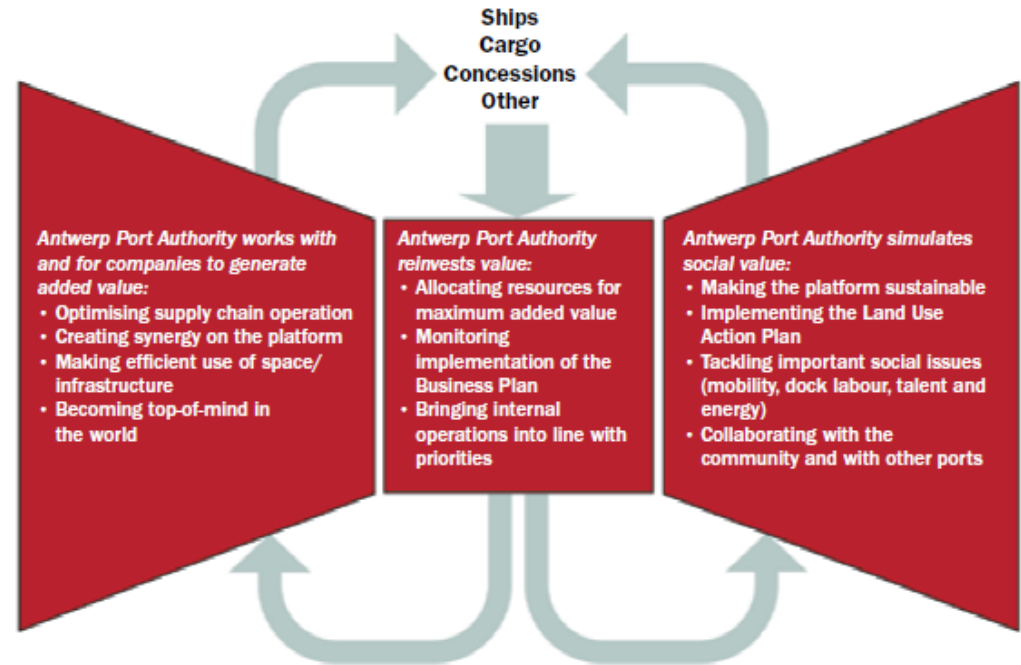 Ships
Cargo
Concessions
Other
Antwerp Port Authority works with
and for companies to generate
added value:
• Optimising supply chain operation
• Creating synergy on the platform
• Making efficient use of space/
infrastructure
• Becoming top-of-mind in
the world
Antwerp Port Authority
reinvests value:
• Allocating resources for
maximum added value
• Monitoring
implementation of the
Business Plan
• Bringing internal
operations into line with
priorities
Antwerp Port Authority simulates
social value:
• Making the platform sustainable
• Implementing the Land Use
Action Plan
• Tackling important social issues
(mobility, dock labour, talent and
energy)
• Collaborating with the
community and with other ports